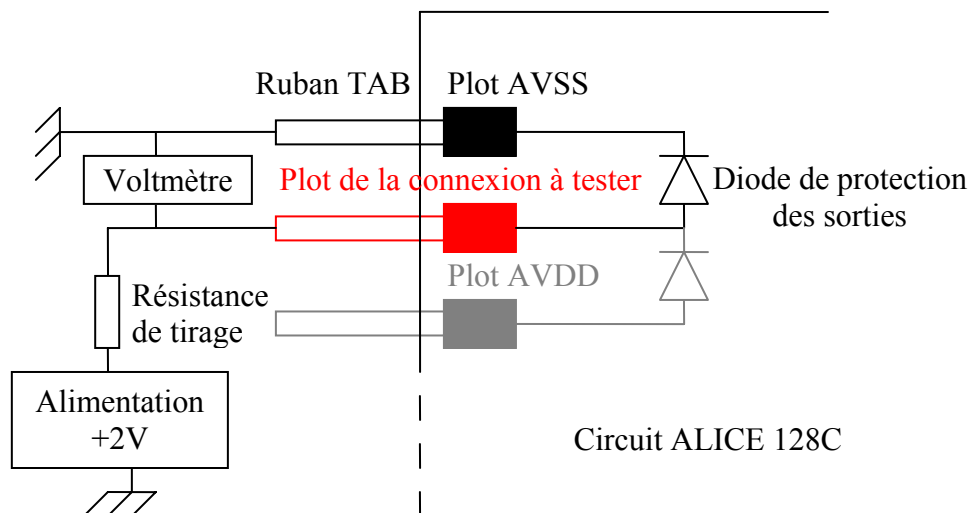 Ruban TAB
Plot AVSS
Voltmètre
Plot de la connexion à tester
Diode de protection
des sorties
Plot AVDD
Résistance
de tirage
Alimentation
+2V
Circuit ALICE 128C